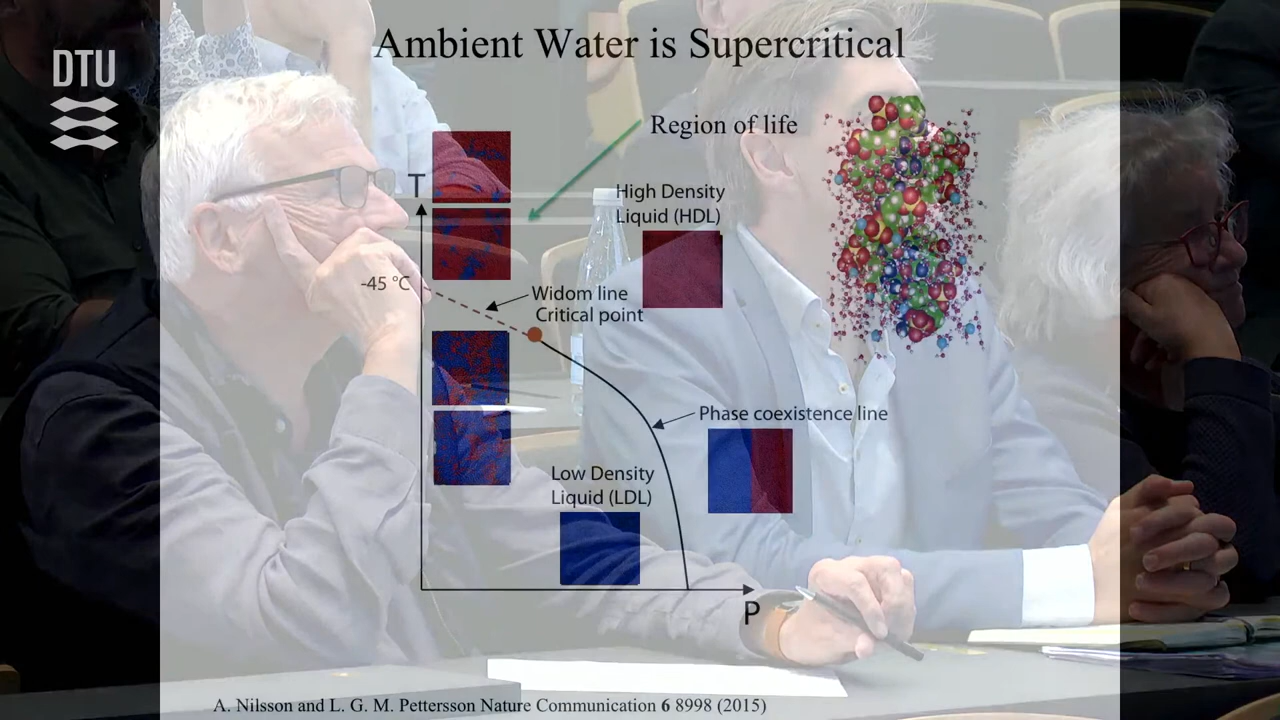 DTU
Ambient Water is Supercritical
Region of life
T
High Density
Liquid (HDL)
-45 °C
Widom line
Critical point
Phase coexistence line
Low Density
Liquid (LDL)
P
A. Nilsson and L. G. M. Pettersson Nature Communication 6 8998 (2015)